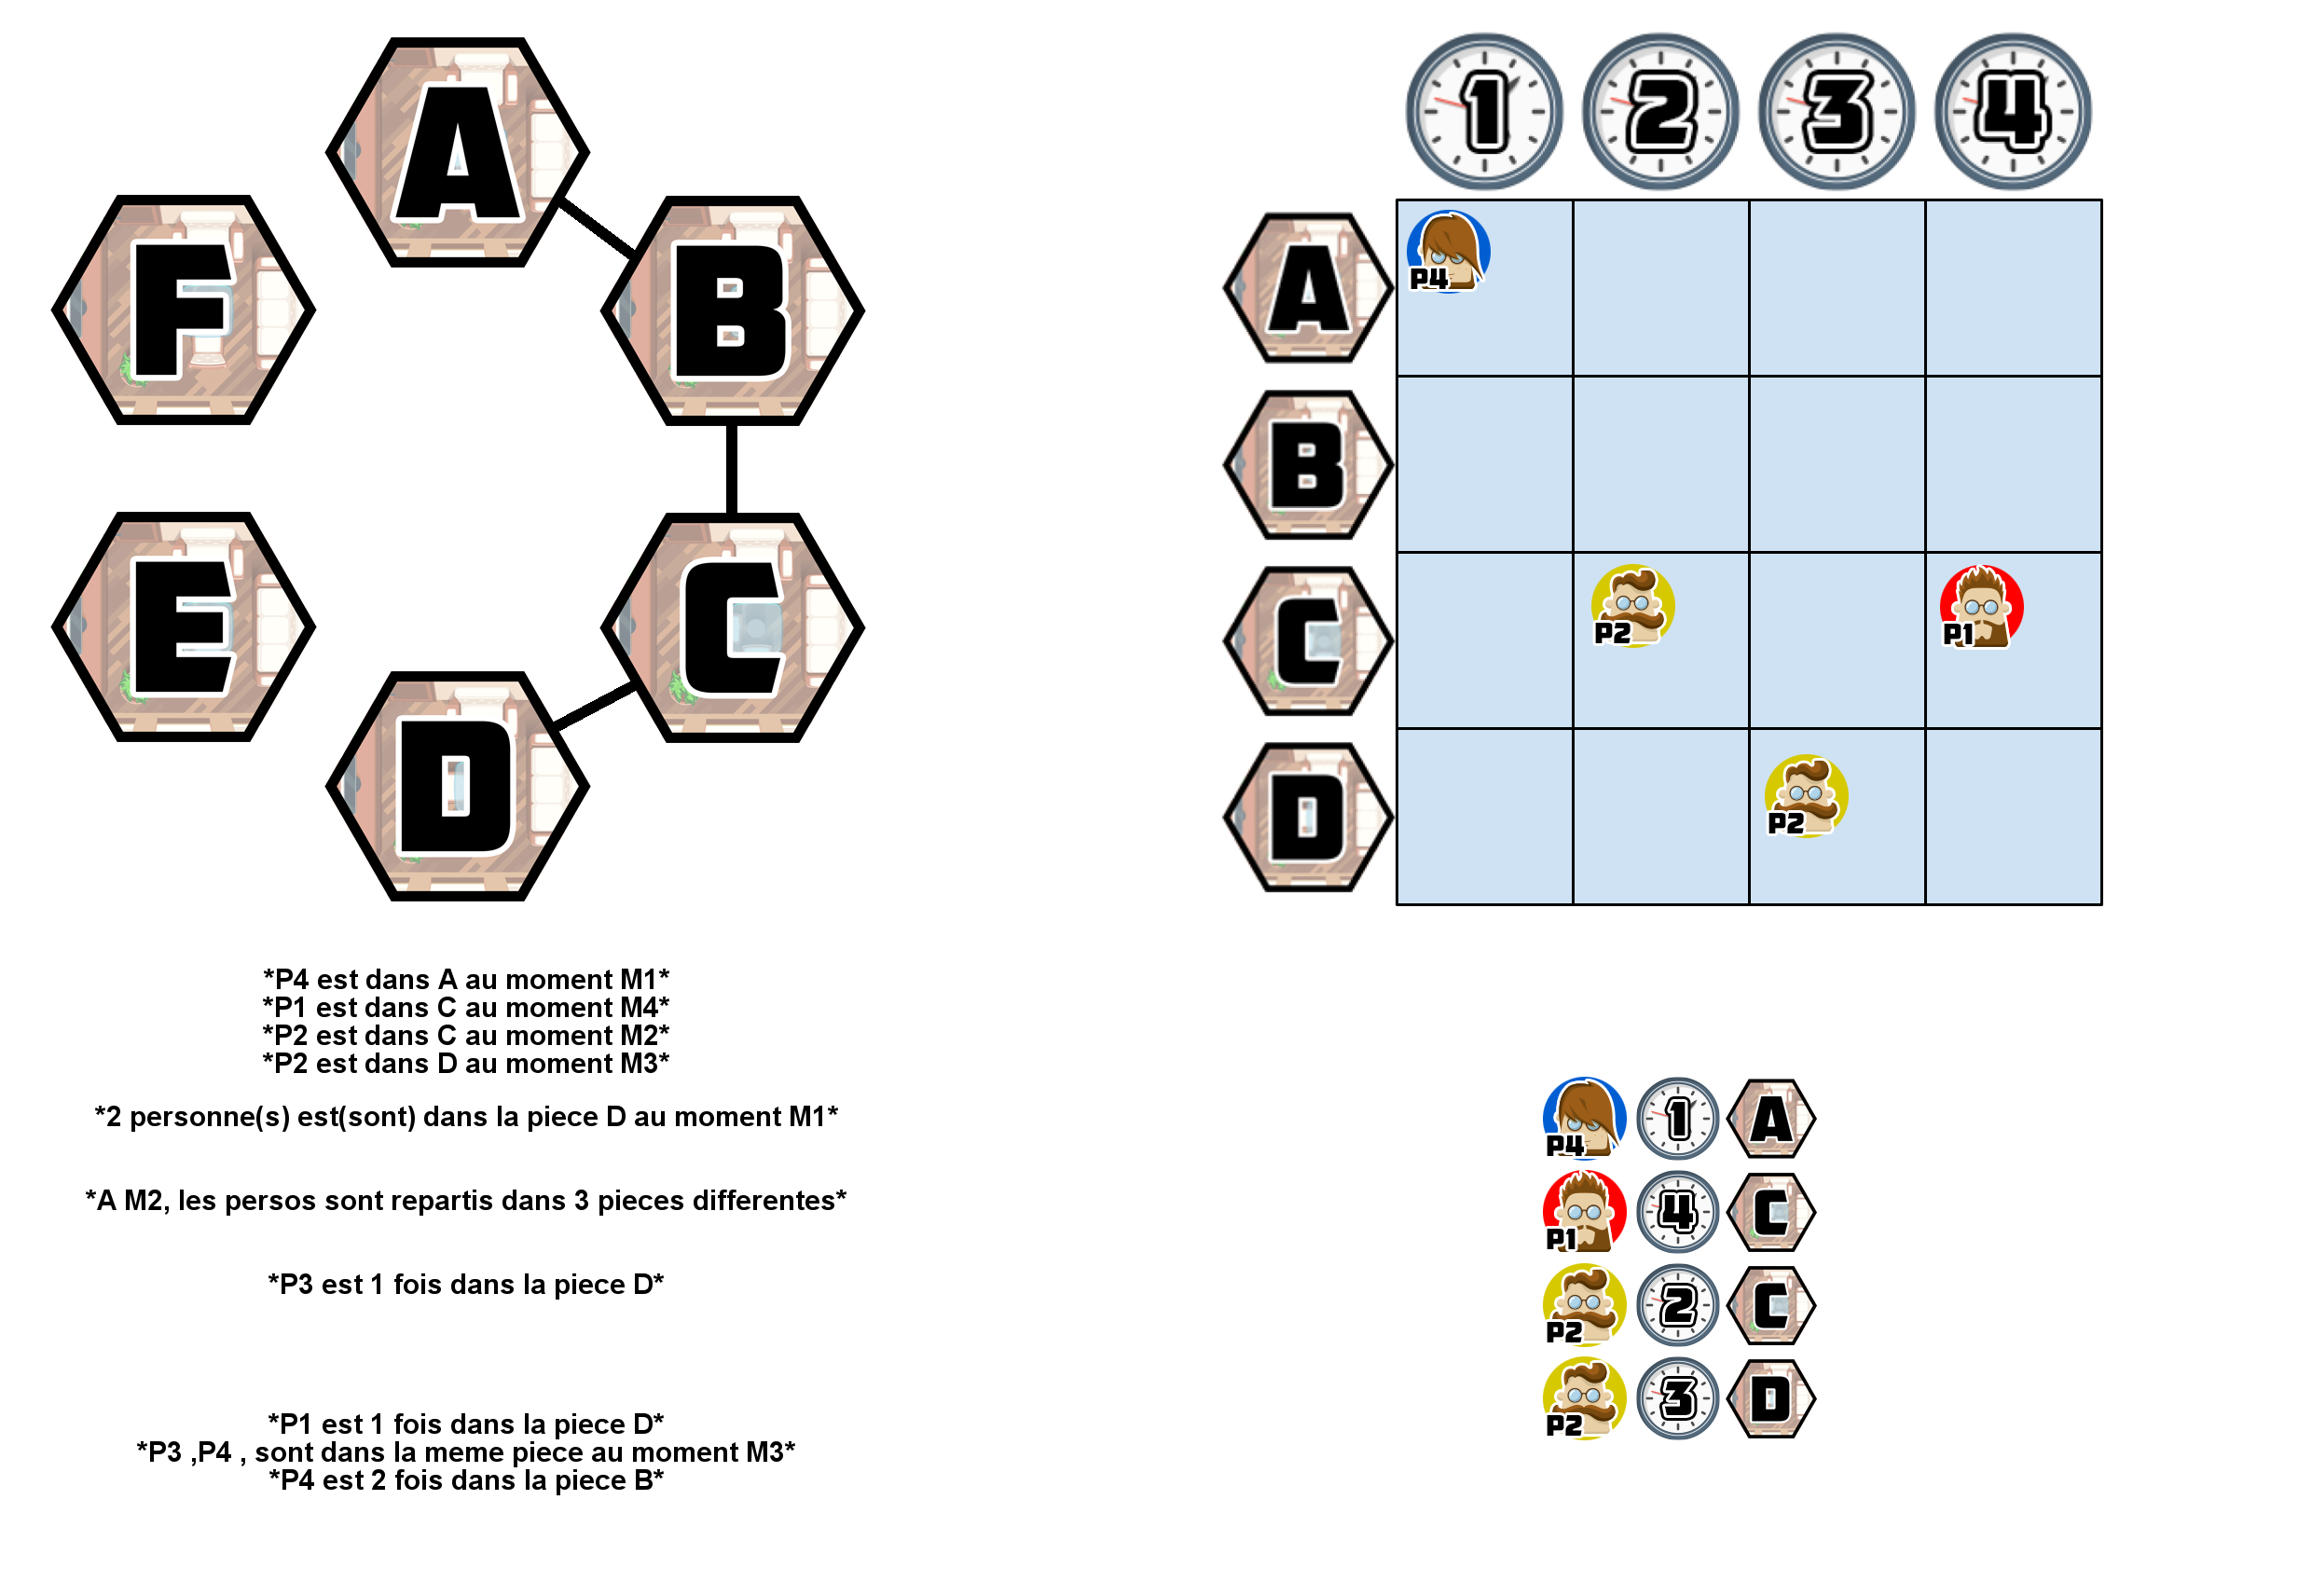 A
F
B
E
C
D
1 2 3 4
A
P4
B
C
P2
P1
D
P2
*P4 est dans A au moment M1*
*P1 est dans C au moment M4*
*P2 est dans C au moment M2*
*P2 est dans D au moment M3*
*2 personne(s) est(sont) dans la piece D au moment M1*
*A M2, les persos sont repartis dans 3 pieces differentes*
*P3 est 1 fois dans la piece D*
*P1 est 1 fois dans la piece D*
*P3 ,P4 , sont dans la meme piece au moment M3*
*P4 est 2 fois dans la piece B*
P4 1 A
P1 4 C
P2 2 C
P2 3 D